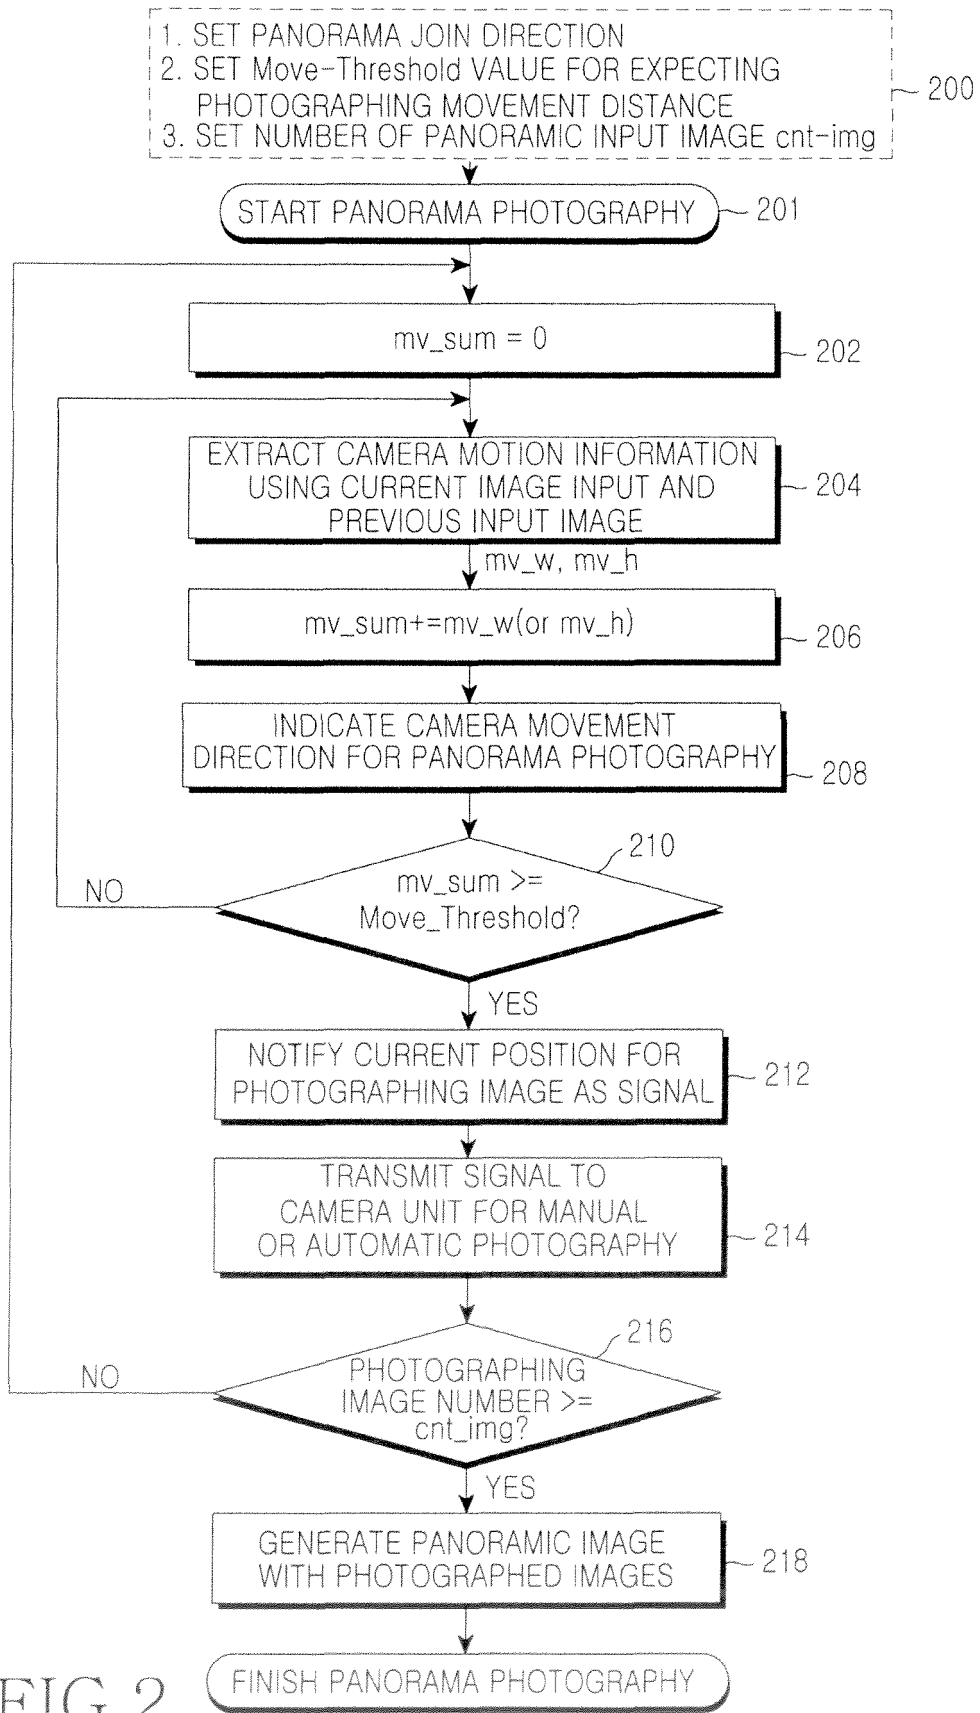 1. SET PANORAMA JOIN DIRECTION
2. SET Move-Threshold VALUE FOR EXPECTING
PHOTOGRAPHING MOVEMENT DISTANCE
3. SET NUMBER OF PANORAMIC INPUT IMAGE cnt-img
200
START PANORAMA PHOTOGRAPHY
201
mv_sum = 0
202
EXTRACT CAMERA MOTION INFORMATION
USING CURRENT IMAGE INPUT AND
PREVIOUS INPUT IMAGE
204
mv_w, mv_h
mv_sum+=mv_w(or mv_h)
206
INDICATE CAMERA MOVEMENT
DIRECTION FOR PANORAMA PHOTOGRAPHY
208
210
mv_sum >=
Move_Threshold?
NO
YES
NOTIFY CURRENT POSITION FOR
PHOTOGRAPHING IMAGE AS SIGNAL
212
TRANSMIT SIGNAL TO
CAMERA UNIT FOR MANUAL
OR AUTOMATIC PHOTOGRAPHY
214
216
PHOTOGRAPHING
IMAGE NUMBER >=
cnt_img?
NO
YES
GENERATE PANORAMIC IMAGE
WITH PHOTOGRAPHED IMAGES
218
FINISH PANORAMA PHOTOGRAPHY
FIG.2